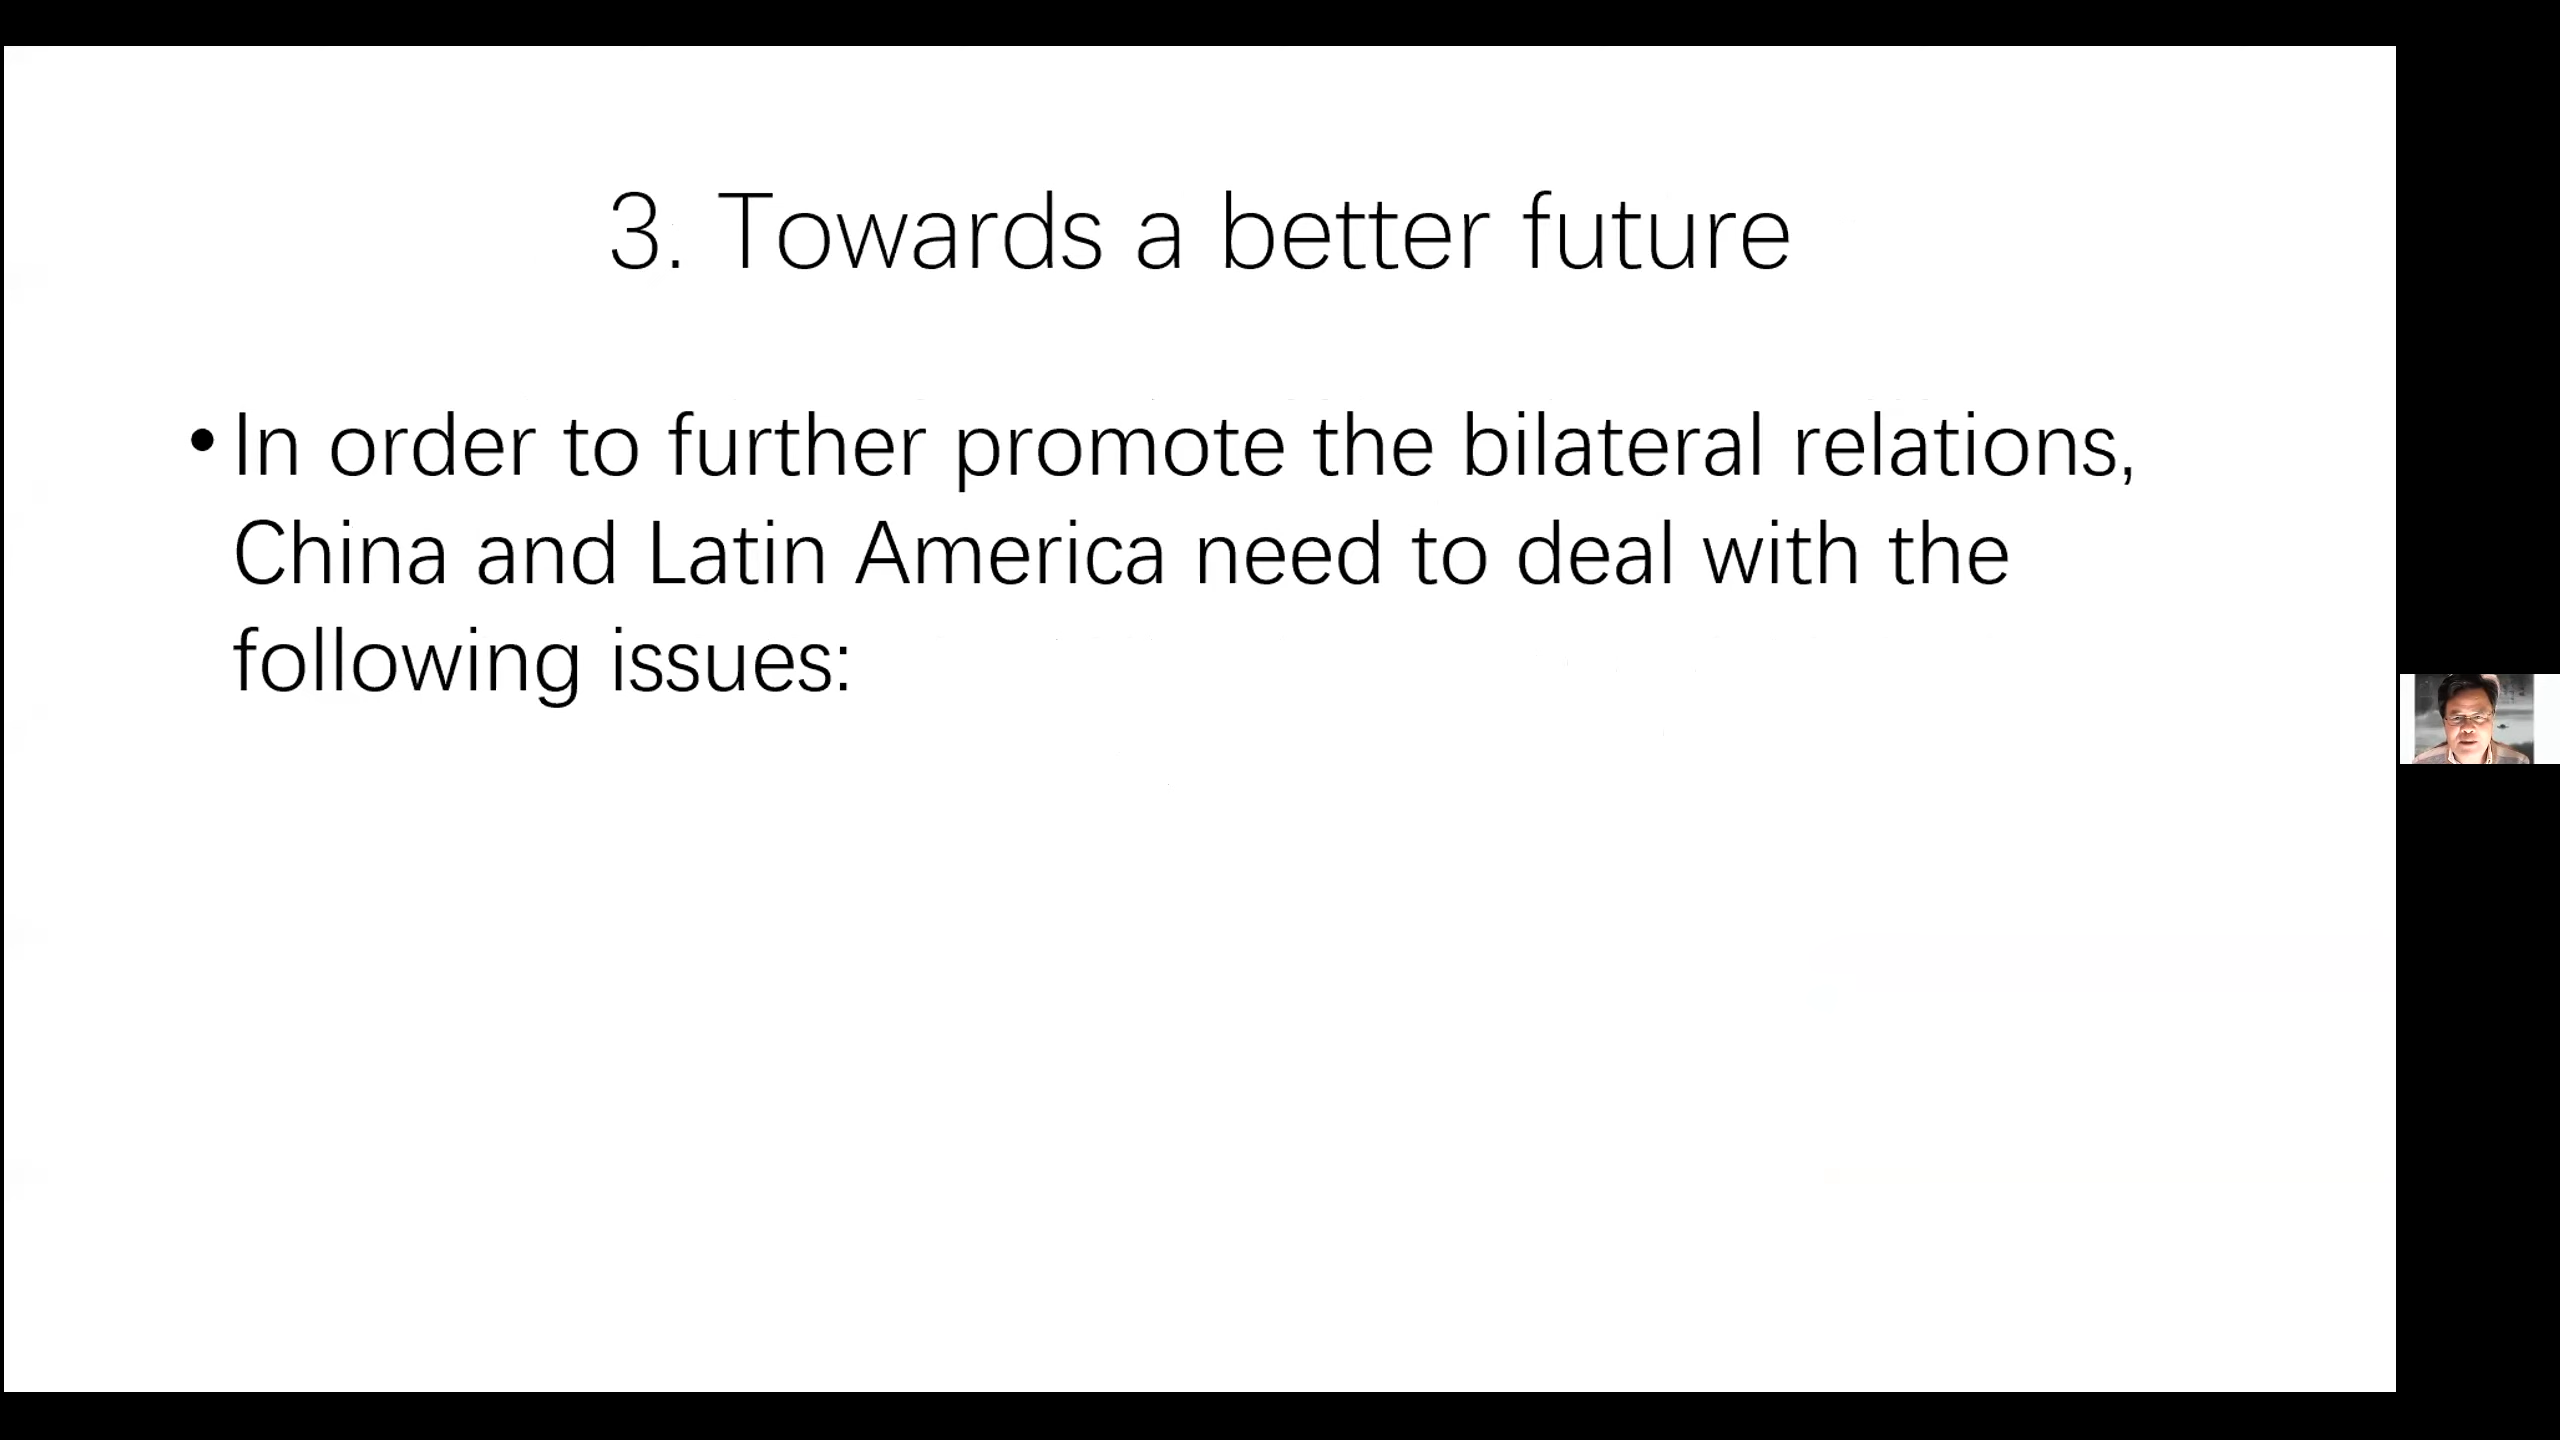 3. Towards a better future
• In order to further promote the bilateral relations,
China and Latin America need to deal with the
following issues: